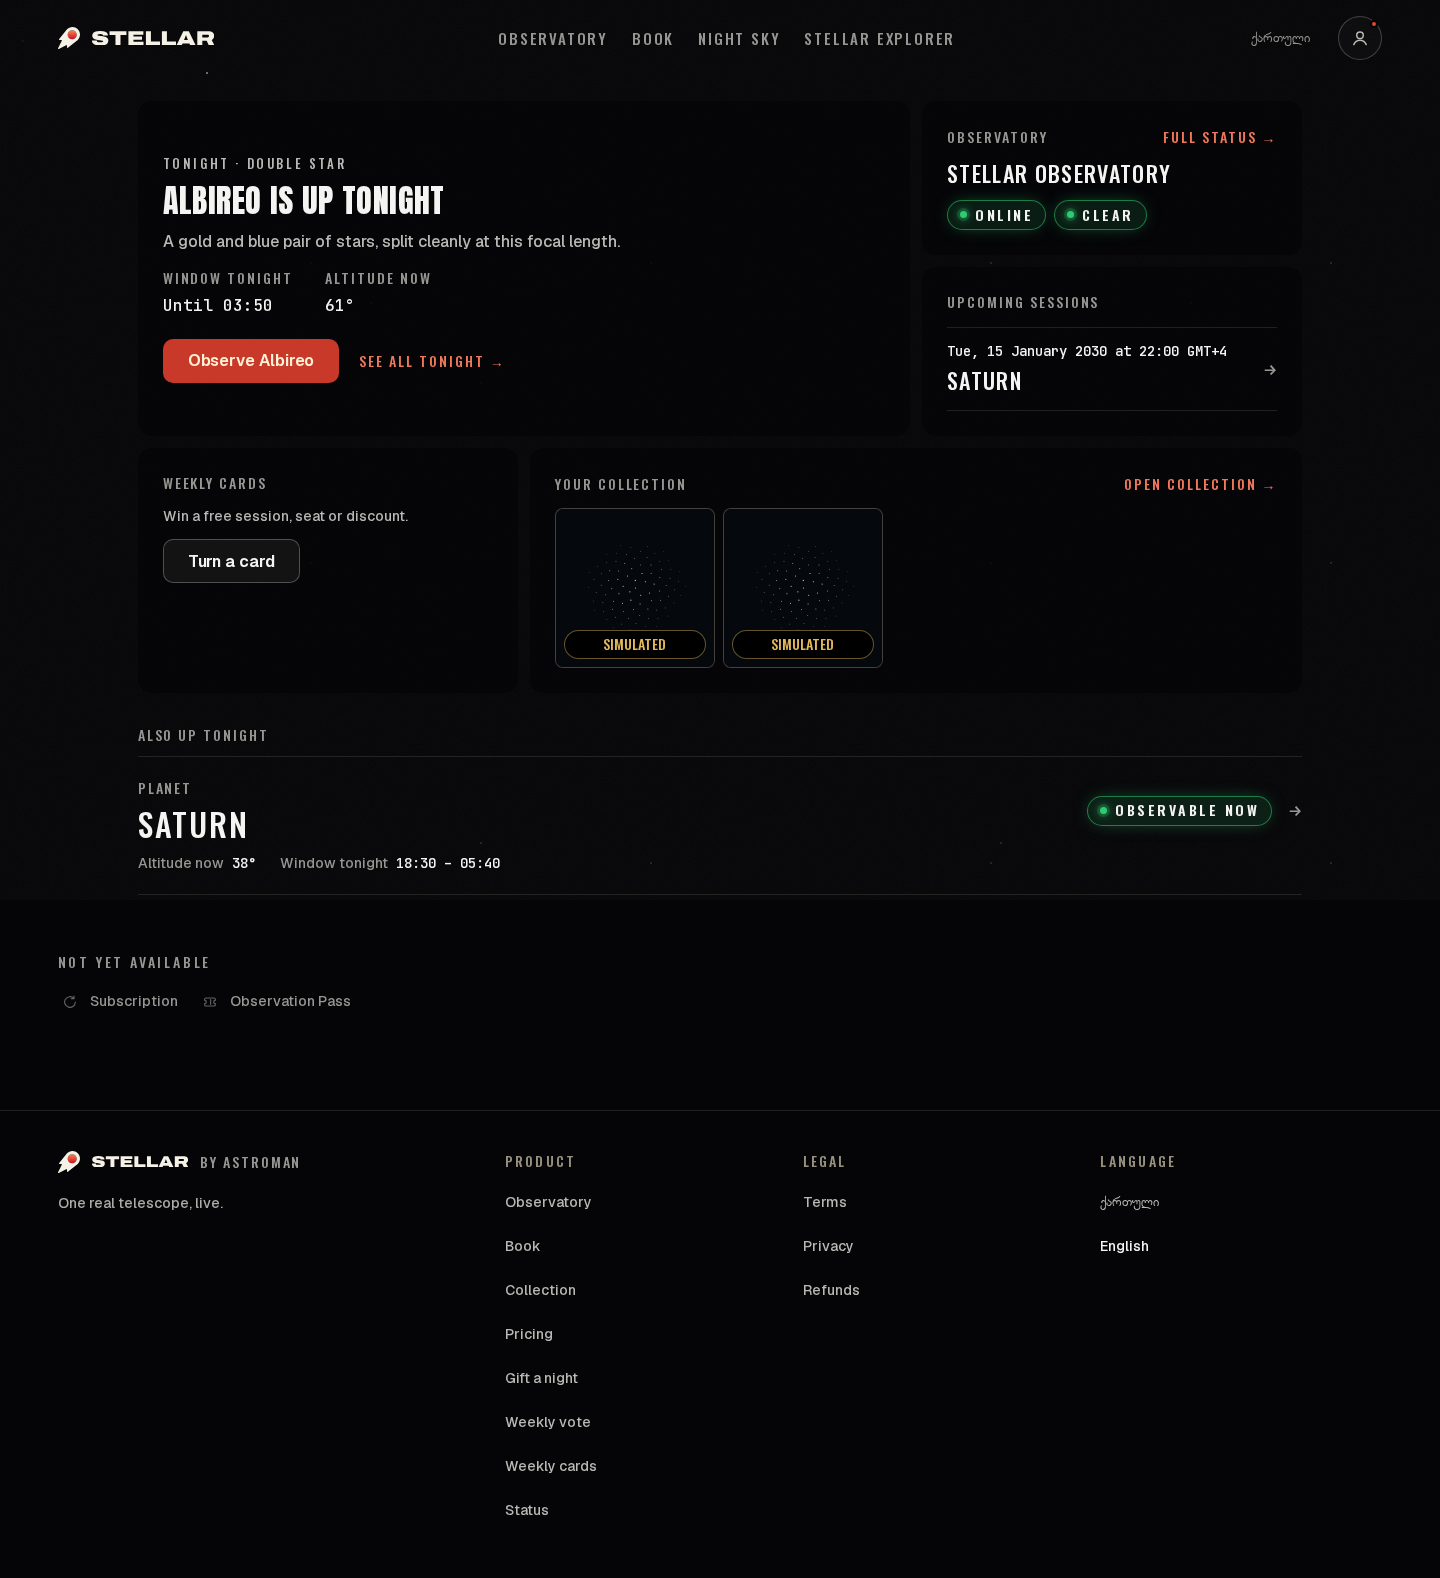 STELLAR
OBSERVATORY BOOK NIGHT SKY STELLAR EXPLORER
ქართული
TONIGHT · DOUBLE STAR
ALBIREO IS UP TONIGHT
A gold and blue pair of stars, split cleanly at this focal length.
WINDOW TONIGHT ALTITUDE NOW
Until 03:50 61°
Observe Albireo SEE ALL TONIGHT →
OBSERVATORY FULL STATUS →
STELLAR OBSERVATORY
ONLINE CLEAR
UPCOMING SESSIONS
Tue, 15 January 2030 at 22:00 GMT+4
SATURN
WEEKLY CARDS
Win a free session, seat or discount.
Turn a card
YOUR COLLECTION OPEN COLLECTION →
SIMULATED SIMULATED
ALSO UP TONIGHT
PLANET
SATURN
OBSERVABLE NOW
Altitude now 38° Window tonight 18:30 – 05:40
NOT YET AVAILABLE
Subscription Observation Pass
STELLAR BY ASTROMAN
One real telescope, live.
PRODUCT
Observatory
Book
Collection
Pricing
Gift a night
Weekly vote
Weekly cards
Status
LEGAL
Terms
Privacy
Refunds
LANGUAGE
ქართული
English